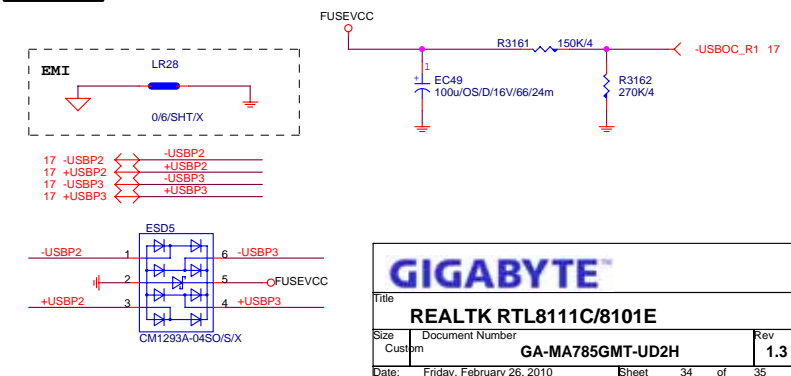 FUSEVCC
R3161 150K/4
-USBOC_R1 17
1
+
EC49
100u/OS/D/16V/66/24m
R3162
270K/4
EMI
LR28
0/6/SHT/X
17 -USBP2 -USBP2
17 +USBP2 +USBP2
17 -USBP3 -USBP3
17 +USBP3 +USBP3
ESD5
-USBP2 1 6 -USBP3
2 5 FUSEVCC
+USBP2 3 4 +USBP3
CM1293A-04SO/S/X
GIGABYTE™
Title
REALTK RTL8111C/8101E
Size Document Number Rev
Custom GA-MA785GMT-UD2H 1.3
Date: Friday, February 26, 2010 Sheet 34 of 35